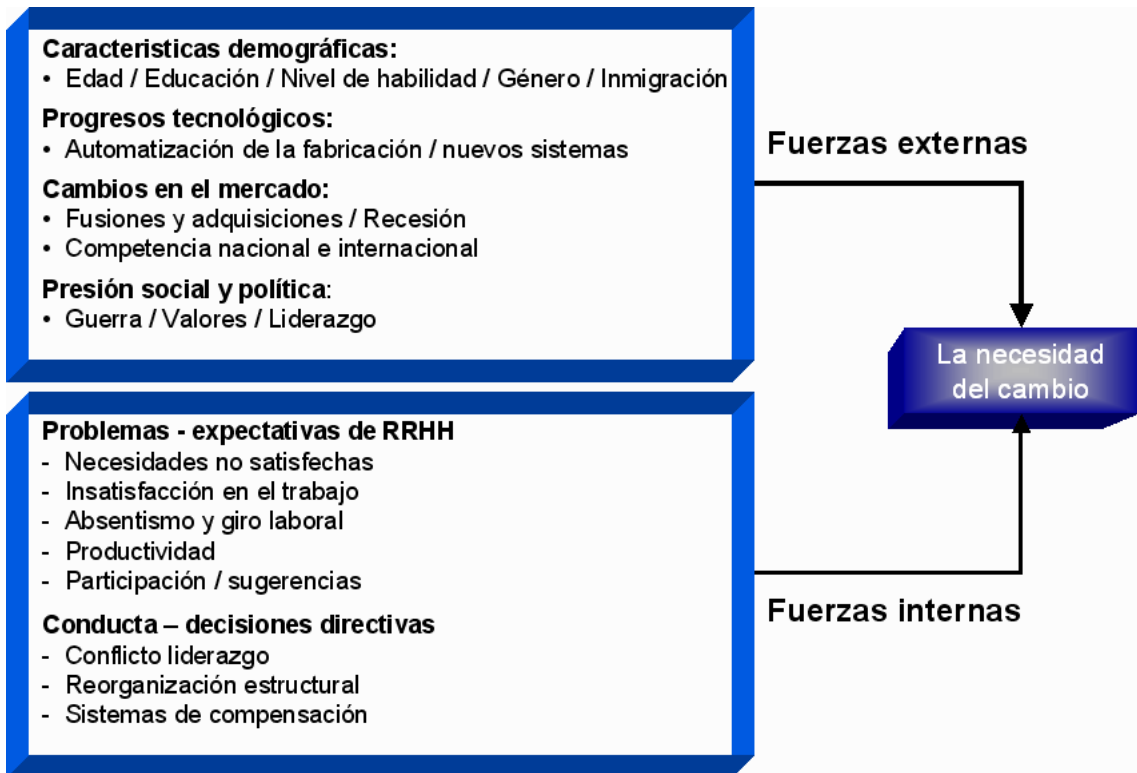 Caracteristicas demográficas:
• Edad / Educación / Nivel de habilidad / Género / Inmigración
Progresos tecnológicos:
• Automatización de la fabricación / nuevos sistemas
Cambios en el mercado:
• Fusiones y adquisiciones / Recesión
• Competencia nacional e internacional
Presión social y política:
• Guerra / Valores / Liderazgo
Fuerzas externas
La necesidad
del cambio
Problemas - expectativas de RRHH
- Necesidades no satisfechas
- Insatisfacción en el trabajo
- Absentismo y giro laboral
- Productividad
- Participación / sugerencias
Conducta – decisiones directivas
- Conflicto liderazgo
- Reorganización estructural
- Sistemas de compensación
Fuerzas internas